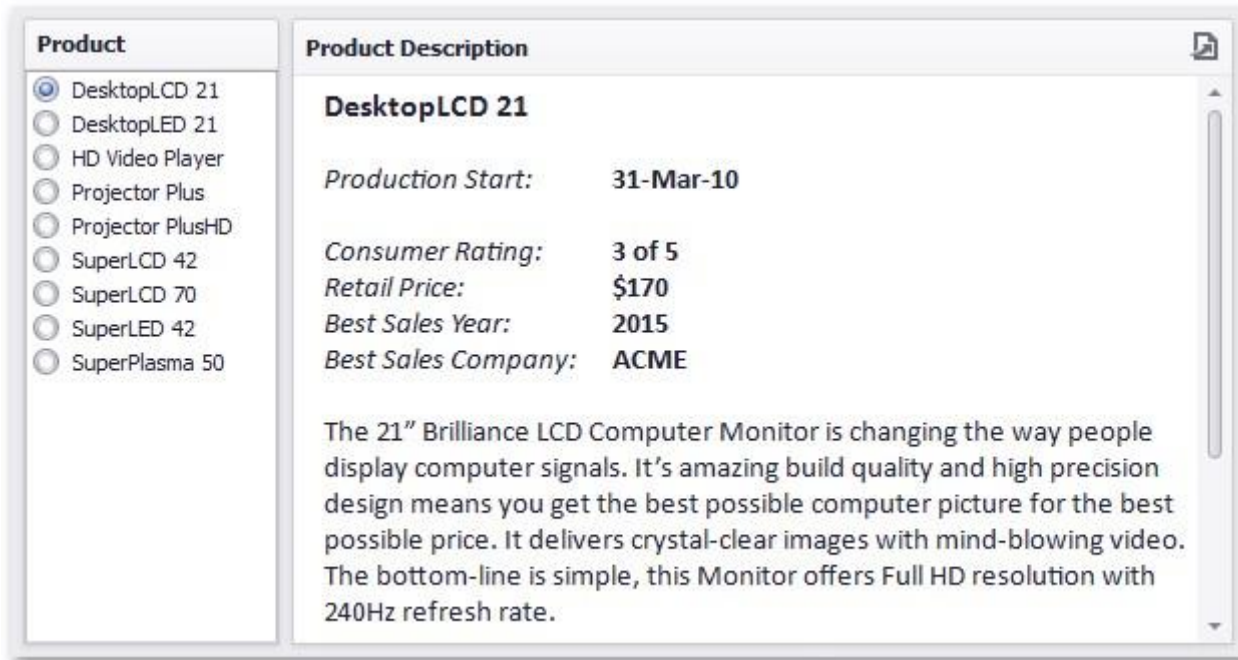 Product
DesktopLCD 21
DesktopLED 21
HD Video Player
Projector Plus
Projector PlusHD
SuperLCD 42
SuperLCD 70
SuperLED 42
SuperPlasma 50
Product Description
DesktopLCD 21
Production Start: 31-Mar-10
Consumer Rating: 3 of 5
Retail Price: $170
Best Sales Year: 2015
Best Sales Company: ACME
The 21″ Brilliance LCD Computer Monitor is changing the way people
display computer signals. It’s amazing build quality and high precision
design means you get the best possible computer picture for the best
possible price. It delivers crystal-clear images with mind-blowing video.
The bottom-line is simple, this Monitor offers Full HD resolution with
240Hz refresh rate.